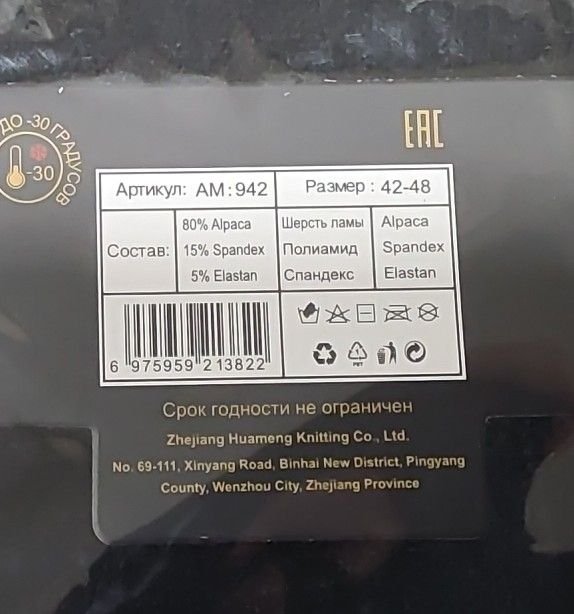 ДО -30 ГРАДУСОВ
-30
EAC
Артикул: АМ:942
Размер : 42-48
Состав:
80% Alpaca
15% Spandex
5% Elastan
Шерсть ламы
Полиамид
Спандекс
Alpaca
Spandex
Elastan
6 975959 213822
PET
Срок годности не ограничен
Zhejiang Huameng Knitting Co., Ltd.
No. 69-111, Xinyang Road, Binhai New District, Pingyang
County, Wenzhou City, Zhejiang Province